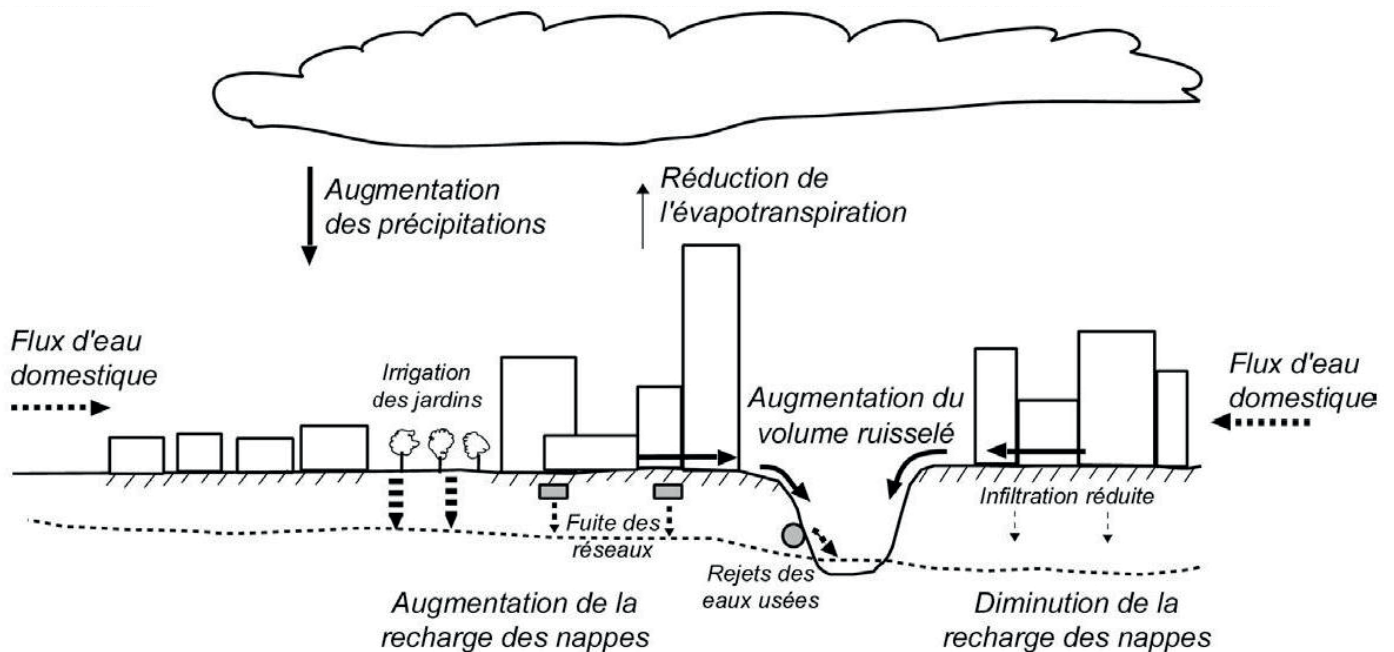 Augmentation
des précipitations
Réduction de
l'évapotranspiration
Flux d'eau
domestique
Irrigation
des jardins
Augmentation du
volume ruisselé
Flux d'eau
domestique
Infiltration réduite
Fuite des
réseaux
Rejets des
eaux usées
Augmentation de la
recharge des nappes
Diminution de la
recharge des nappes